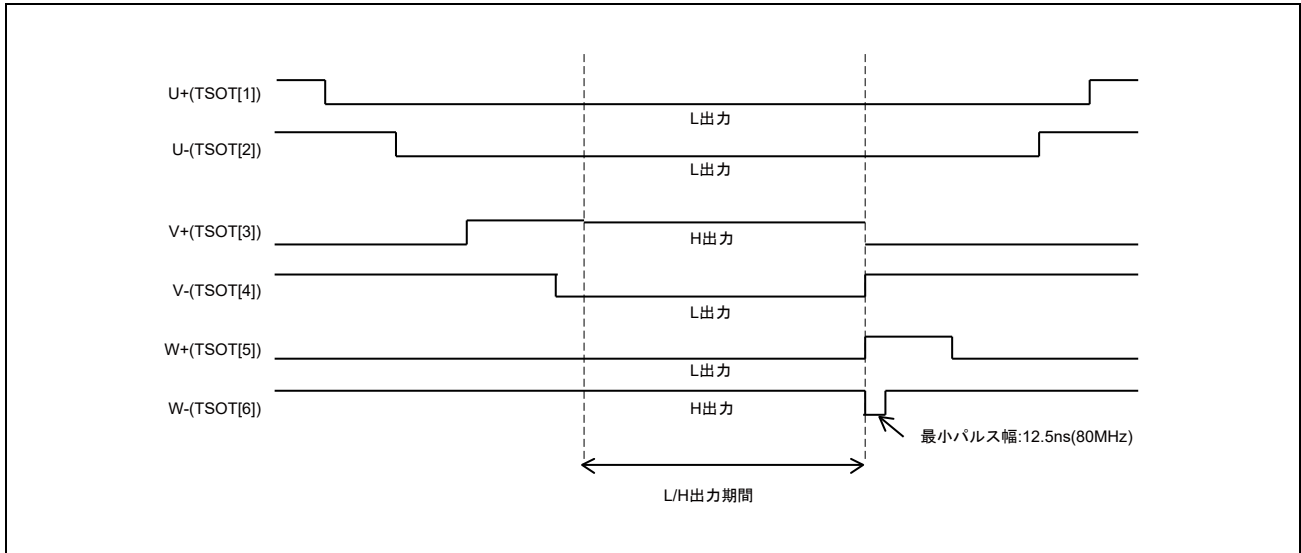 U+(TSOT[1])
L出力
U-(TSOT[2])
L出力
V+(TSOT[3])
H出力
V-(TSOT[4])
L出力
W+(TSOT[5])
L出力
W-(TSOT[6])
H出力
最小パルス幅:12.5ns(80MHz)
L/H出力期間